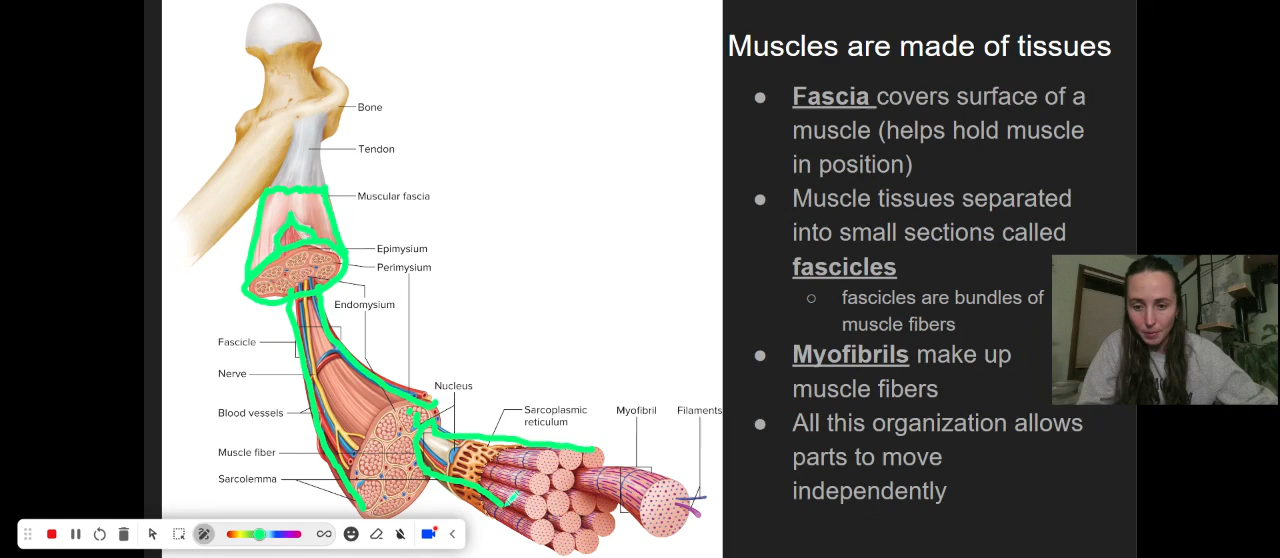 Muscles are made of tissues
● Fascia covers surface of a
muscle (helps hold muscle
in position)
● Muscle tissues separated
into small sections called
fascicles
○ fascicles are bundles of
muscle fibers
● Myofibrils make up
muscle fibers
● All this organization allows
parts to move
independently
Bone
Tendon
Muscular fascia
Epimysium
Perimysium
Endomysium
Fascicle
Nerve
Blood vessels
Muscle fiber
Sarcolemma
Nucleus
Sarcoplasmic
reticulum
Myofibril
Filaments